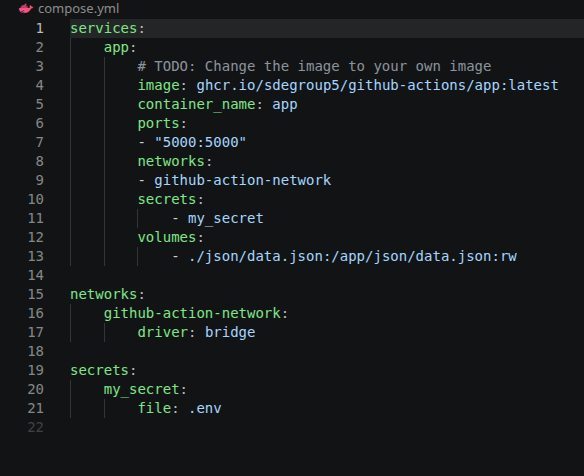 compose.yml
1 services:
2     app:
3         # TODO: Change the image to your own image
4         image: ghcr.io/sdegroup5/github-actions/app:latest
5         container_name: app
6         ports:
7         - "5000:5000"
8         networks:
9         - github-action-network
10         secrets:
11             - my_secret
12         volumes:
13             - ./json/data.json:/app/json/data.json:rw
14
15 networks:
16     github-action-network:
17         driver: bridge
18
19 secrets:
20     my_secret:
21         file: .env
22